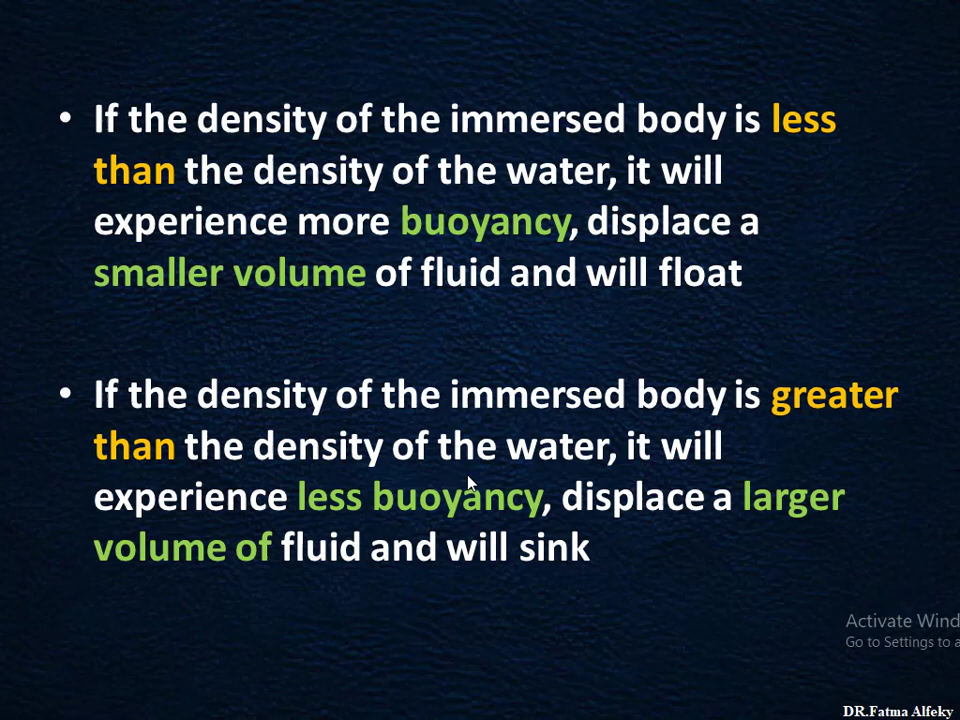 • If the density of the immersed body is less
than the density of the water, it will
experience more buoyancy, displace a
smaller volume of fluid and will float
• If the density of the immersed body is greater
than the density of the water, it will
experience less buoyancy, displace a larger
volume of fluid and will sink
Activate Wind
Go to Settings to a
DR.Fatma Alfeky